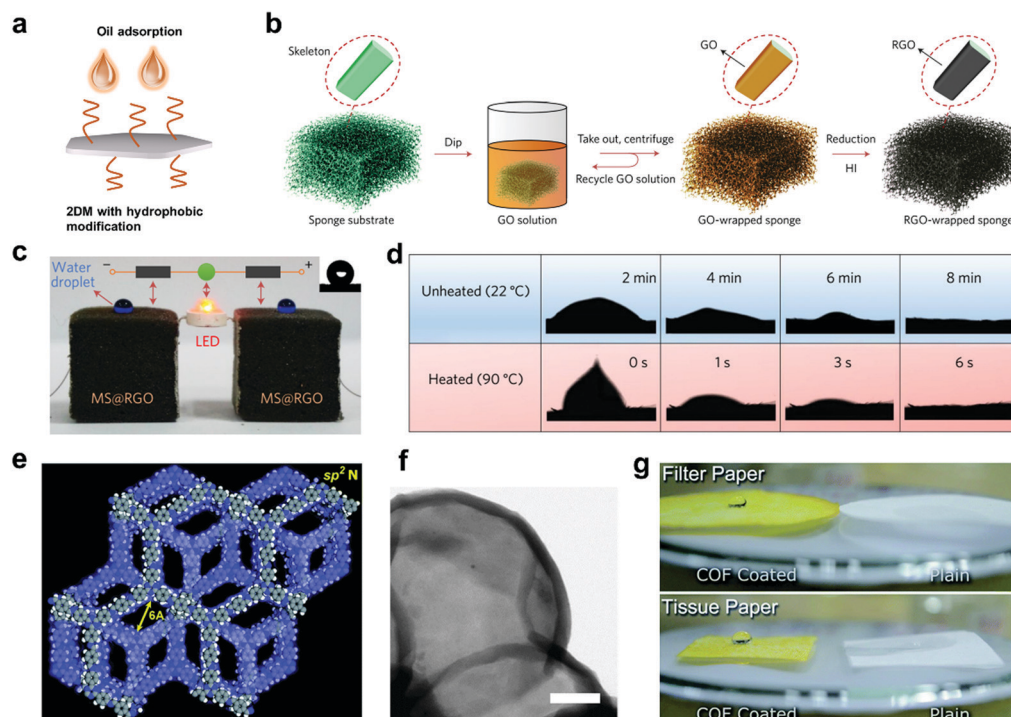 a
Oil adsorption
2DM with hydrophobic
modification
b
Skeleton
Sponge substrate
Dip
GO solution
Take out, centrifuge
Recycle GO solution
GO
GO-wrapped sponge
Reduction
HI
RGO
RGO-wrapped sponge
c
Water
droplet
−
+
LED
MS@RGO
MS@RGO
d
Unheated (22 °C)
2 min
4 min
6 min
8 min
Heated (90 °C)
0 s
1 s
3 s
6 s
e
sp² N
6A
f
g
Filter Paper
COF Coated
Plain
Tissue Paper
COF Coated
Plain